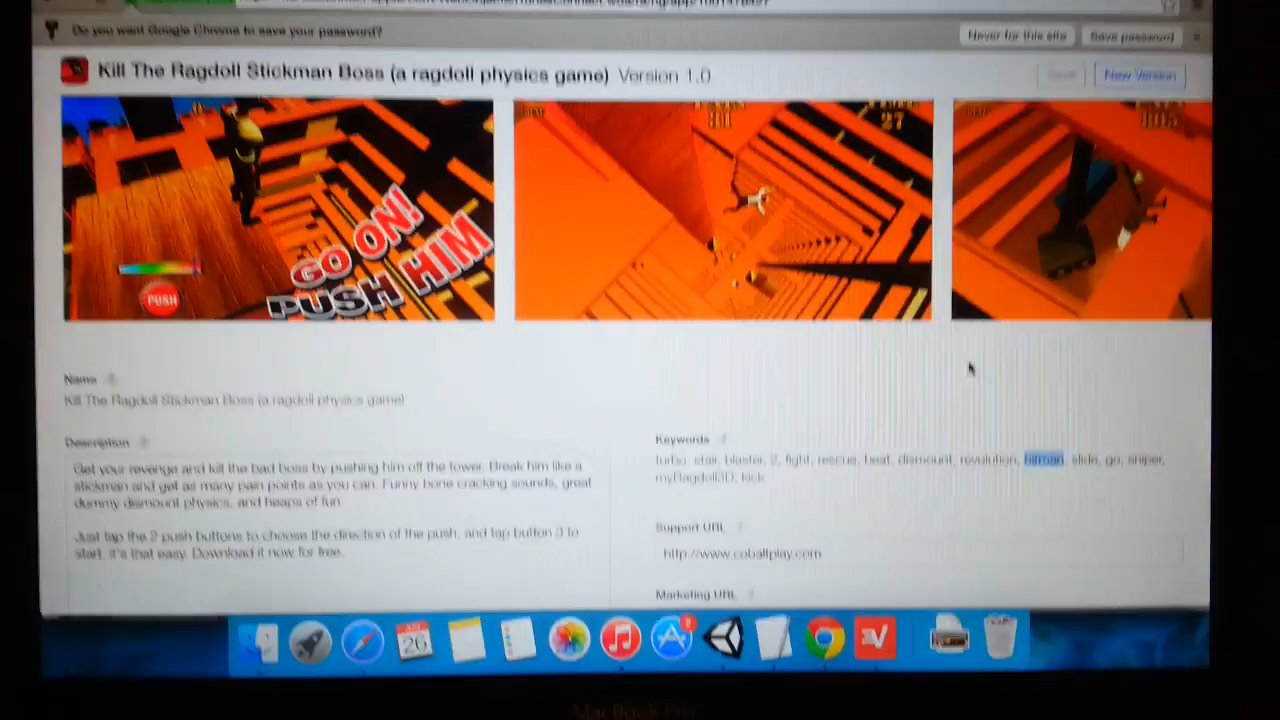 Do you want Google Chrome to save your password?
Never for this site
Save password
Kill The Ragdoll Stickman Boss (a ragdoll physics game) Version 1.0
Save
New Version
GO ON!
PUSH HIM
PUSH
27
Name ?
Kill The Ragdoll Stickman Boss (a ragdoll physics game)
Description ?
Get your revenge and kill the bad boss by pushing him off the tower. Break him like a
stickman and get as many pain points as you can. Funny bone cracking sounds, great
dummy dismount physics, and heaps of fun
Just tap the 2 push buttons to choose the direction of the push, and tap button 3 to
start. it's that easy. Download it now for free.
Keywords ?
turbo, stair, blaster, 2, fight, rescue, beat, dismount, revolution, hitman, slide, go, sniper,
myRagdoll3D, kick
Support URL ?
http://www.coballplay.com
Marketing URL ?
26
2
MacBook Pro